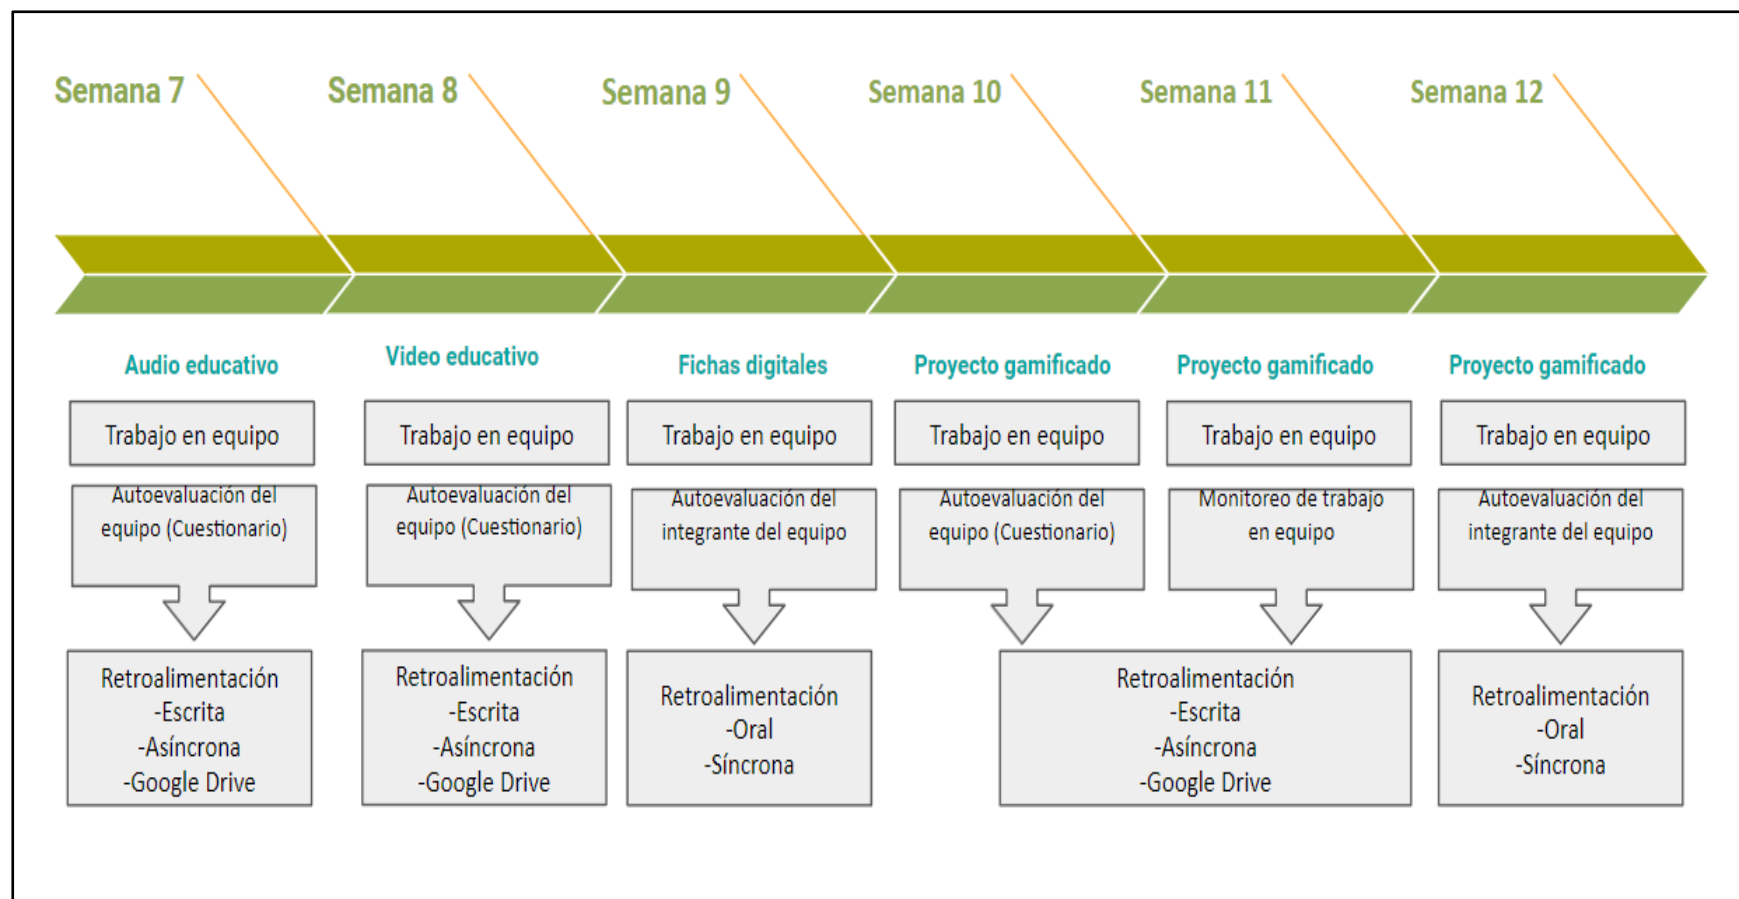 Semana 7
Semana 8
Semana 9
Semana 10
Semana 11
Semana 12
Audio educativo
Video educativo
Fichas digitales
Proyecto gamificado
Proyecto gamificado
Proyecto gamificado
Trabajo en equipo
Trabajo en equipo
Trabajo en equipo
Trabajo en equipo
Trabajo en equipo
Trabajo en equipo
Autoevaluación del
equipo (Cuestionario)
Autoevaluación del
equipo (Cuestionario)
Autoevaluación del
integrante del equipo
Autoevaluación del
equipo (Cuestionario)
Monitoreo de trabajo
en equipo
Autoevaluación del
integrante del equipo
Retroalimentación
-Escrita
-Asíncrona
-Google Drive
Retroalimentación
-Escrita
-Asíncrona
-Google Drive
Retroalimentación
-Oral
-Síncrona
Retroalimentación
-Escrita
-Asíncrona
-Google Drive
Retroalimentación
-Oral
-Síncrona